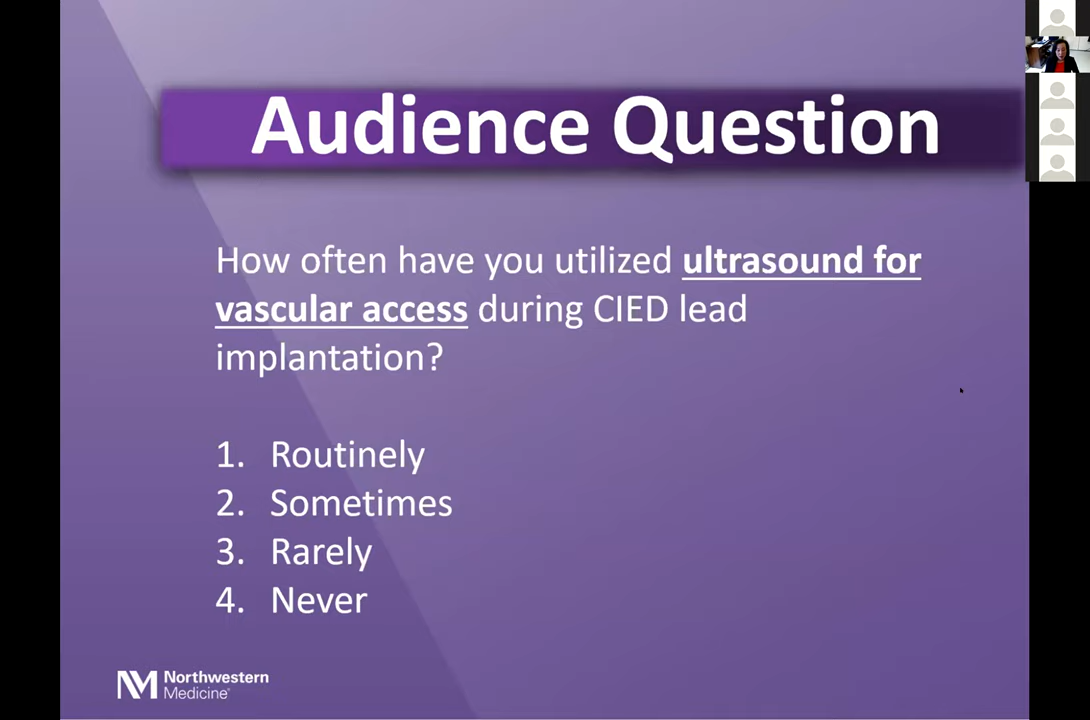 Audience Question
How often have you utilized ultrasound for
vascular access during CIED lead
implantation?
1. Routinely
2. Sometimes
3. Rarely
4. Never
Northwestern
Medicine